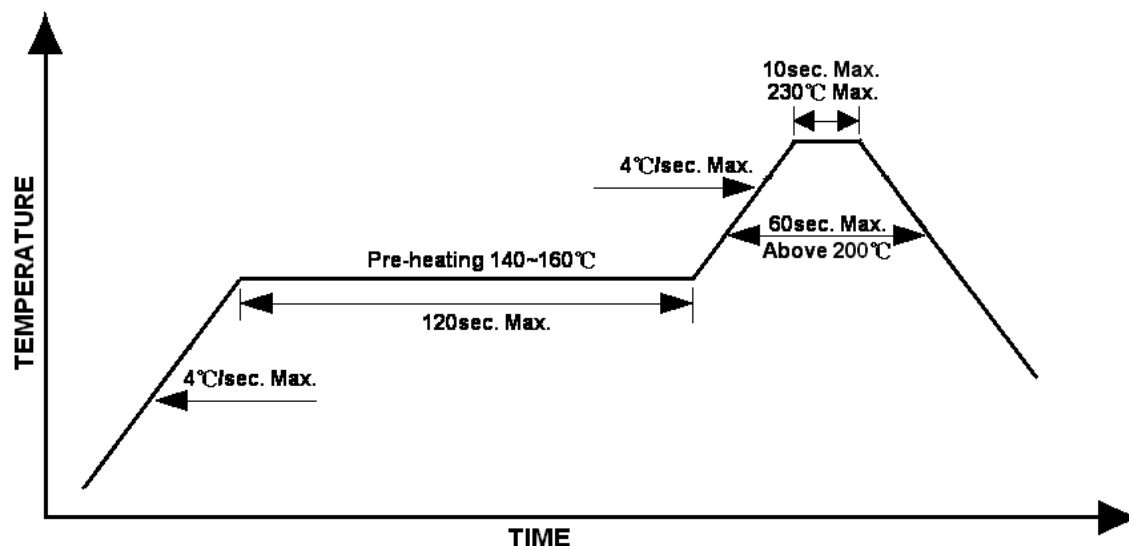 10sec. Max.
230℃ Max.
4℃/sec. Max.
60sec. Max.
Above 200℃
Pre-heating 140~160℃
120sec. Max.
4℃/sec. Max.
TEMPERATURE
TIME